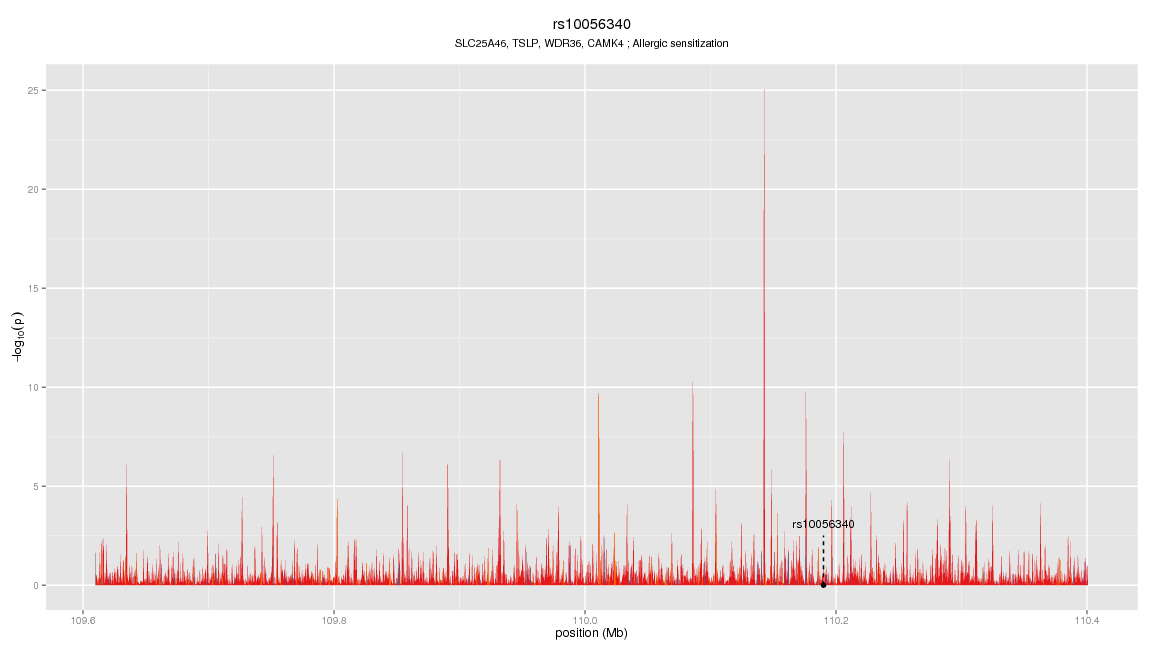 rs10056340
SLC25A46, TSLP, WDR36, CAMK4 ; Allergic sensitization
25
20
15
10
5
0
−log10(p)
rs10056340
109.6
109.8
110.0
110.2
110.4
position (Mb)